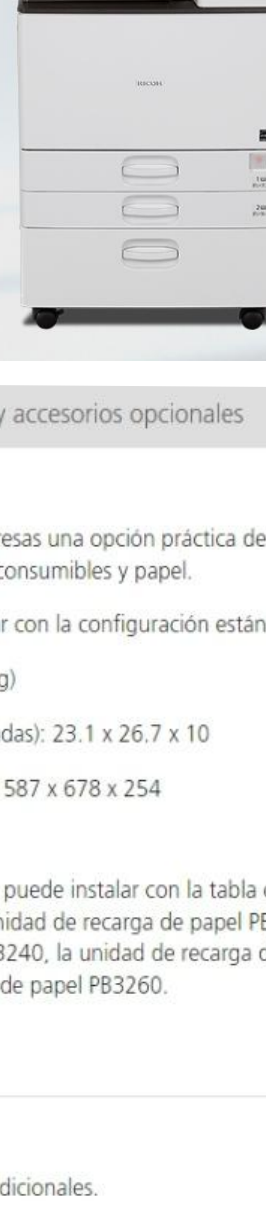 RICOH
y accesorios opcionales
resas una opción práctica de
consumibles y papel.
r con la configuración están
g)
das): 23.1 x 26.7 x 10
587 x 678 x 254
puede instalar con la tabla
nidad de recarga de papel PB
3240, la unidad de recarga d
de papel PB3260.
dicionales.